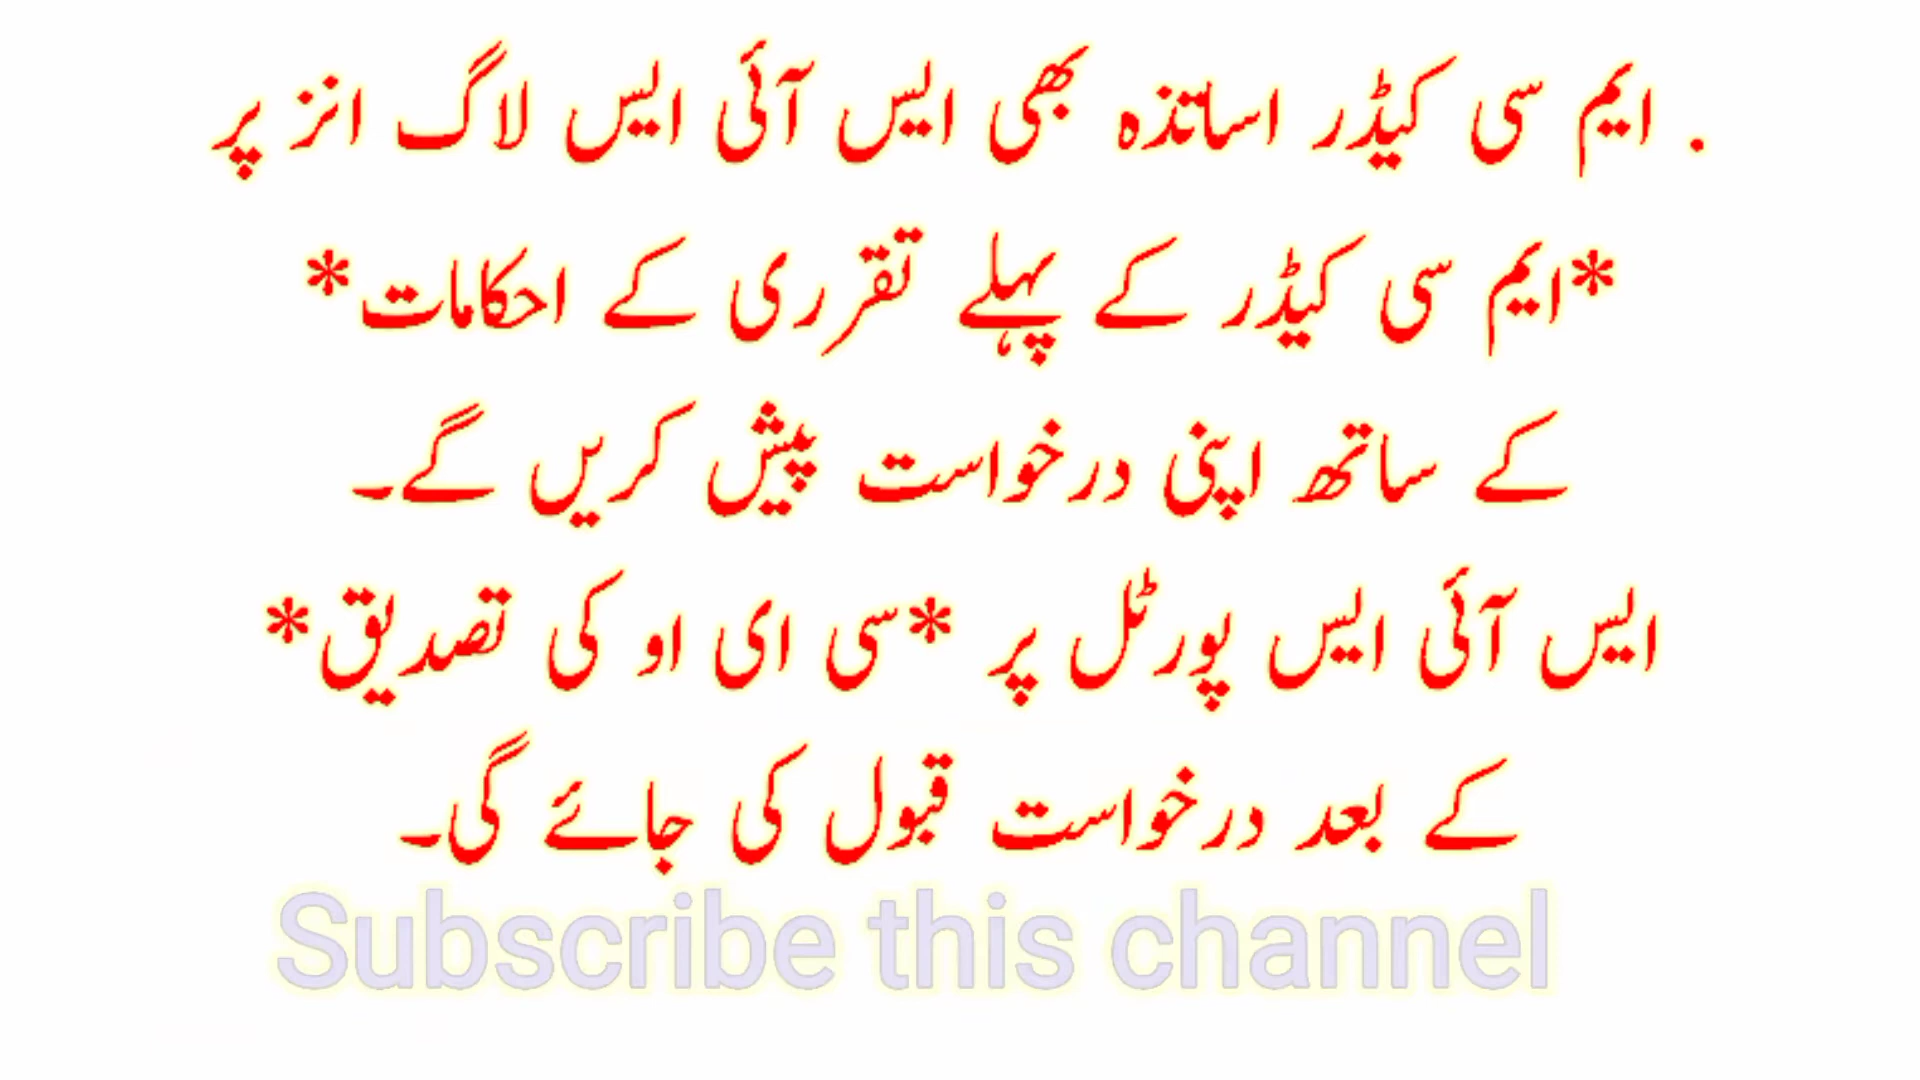 . ایم سی کیڈر اساتذہ بھی ایس آئی ایس لاگ انز پر
*ایم سی کیڈر کے پہلے تقرری کے احکامات*
کے ساتھ اپنی درخواست پیش کریں گے۔
ایس آئی ایس پورٹل پر *سی ای او کی تصدیق*
کے بعد درخواست قبول کی جائے گی۔
Subscribe this channel